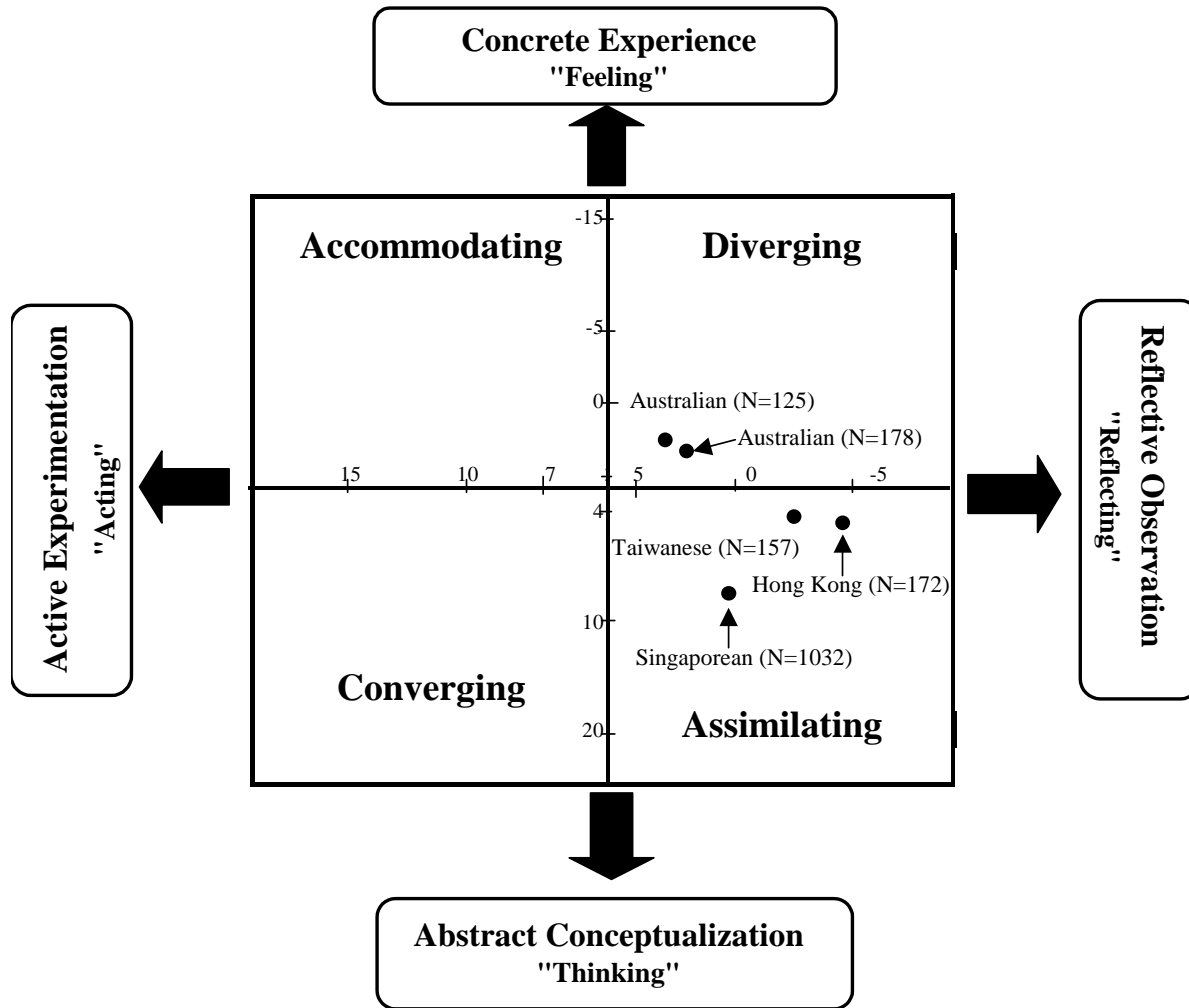 Concrete Experience
"Feeling"
-15
Accommodating
Diverging
-5
0
Australian (N=125)
Australian (N=178)
15
10
7
5
0
-5
4
Taiwanese (N=157)
Hong Kong (N=172)
10
Singaporean (N=1032)
Converging
Assimilating
20
Active Experimentation
"Acting"
Reflective Observation
"Reflecting"
Abstract Conceptualization
"Thinking"